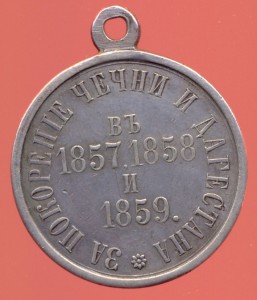 ЗА ПОКОРЕНІЕ ЧЕЧНИ И ДАГЕСТАНА
ВЪ
1857.1858
И
1859.